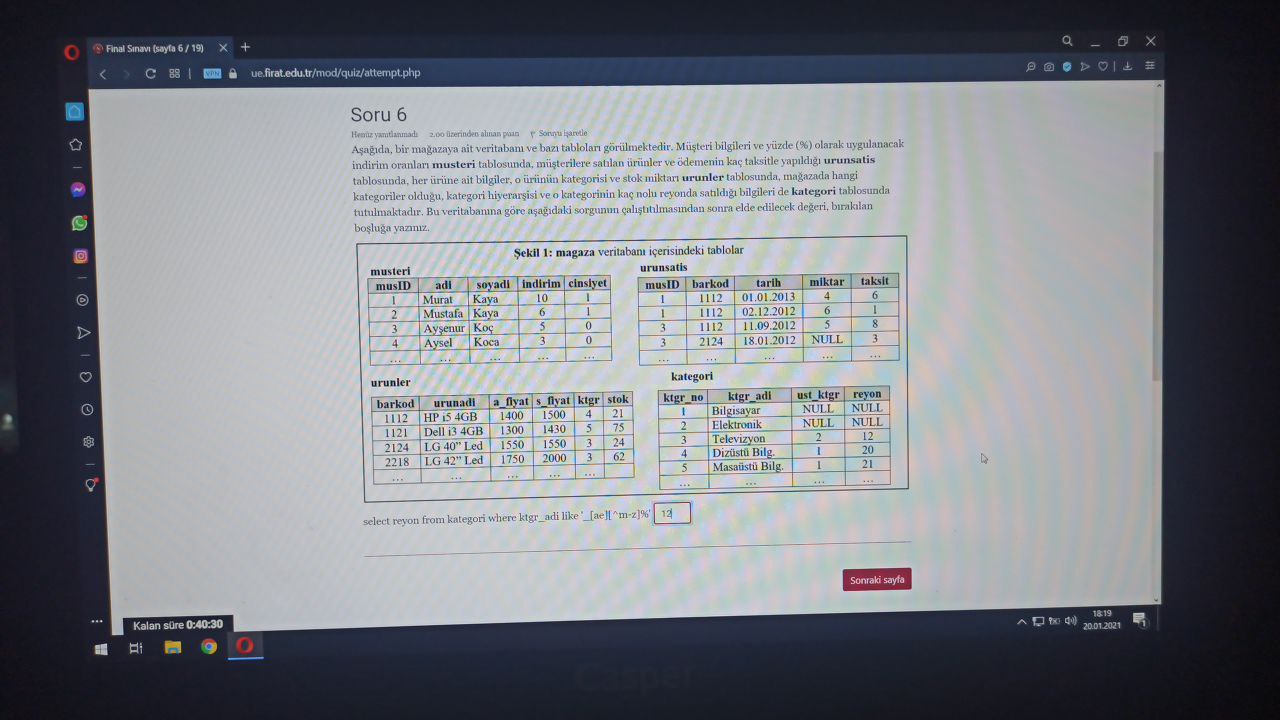 Final Sınavı (sayfa 6 / 19)
VPN
ue.firat.edu.tr/mod/quiz/attempt.php
Soru 6
Henüz yanıtlanmadı 2,00 üzerinden alınan puan Soruyu işaretle
Aşağıda, bir mağazaya ait veritabanı ve bazı tabloları görülmektedir. Müşteri bilgileri ve yüzde (%) olarak uygulanacak
indirim oranları musteri tablosunda, müşterilere satılan ürünler ve ödemenin kaç taksitle yapıldığı urunsatis
tablosunda, her ürüne ait bilgiler, o ürünün kategorisi ve stok miktarı urunler tablosunda, mağazada hangi
kategoriler olduğu, kategori hiyerarşisi ve o kategorinin kaç nolu reyonda satıldığı bilgileri de kategori tablosunda
tutulmaktadır. Bu veritabanına göre aşağıdaki sorgunun çalıştıtılmasından sonra elde edilecek değeri, bırakılan
boşluğa yazınız.
Şekil 1: magaza veritabanı içerisindeki tablolar
musteri
musID adi soyadi indirim cinsiyet
1 Murat Kaya 10 1
2 Mustafa Kaya 6 1
3 Ayşenur Koç 5 0
4 Aysel Koca 3 0
... ... ... ... ...
urunsatis
musID barkod tarih miktar taksit
1 1112 01.01.2013 4 6
1 1112 02.12.2012 6 1
3 1112 11.09.2012 5 8
3 2124 18.01.2012 NULL 3
... ... ... ... ...
urunler
barkod urunadi a_fiyat s_fiyat ktgr stok
1112 HP i5 4GB 1400 1500 4 21
1121 Dell i3 4GB 1300 1430 5 75
2124 LG 40” Led 1550 1550 3 24
2218 LG 42” Led 1750 2000 3 62
... ... ... ... ...
kategori
ktgr_no ktgr_adi ust_ktgr reyon
1 Bilgisayar NULL NULL
2 Elektronik NULL NULL
3 Televizyon 2 12
4 Dizüstü Bilg. 1 20
5 Masaüstü Bilg. 1 21
... ... ... ...
select reyon from kategori where ktgr_adi like '_[ae][^m-z]%' 12
Sonraki sayfa
Kalan süre 0:40:30
18:19
20.01.2021
1
Casper